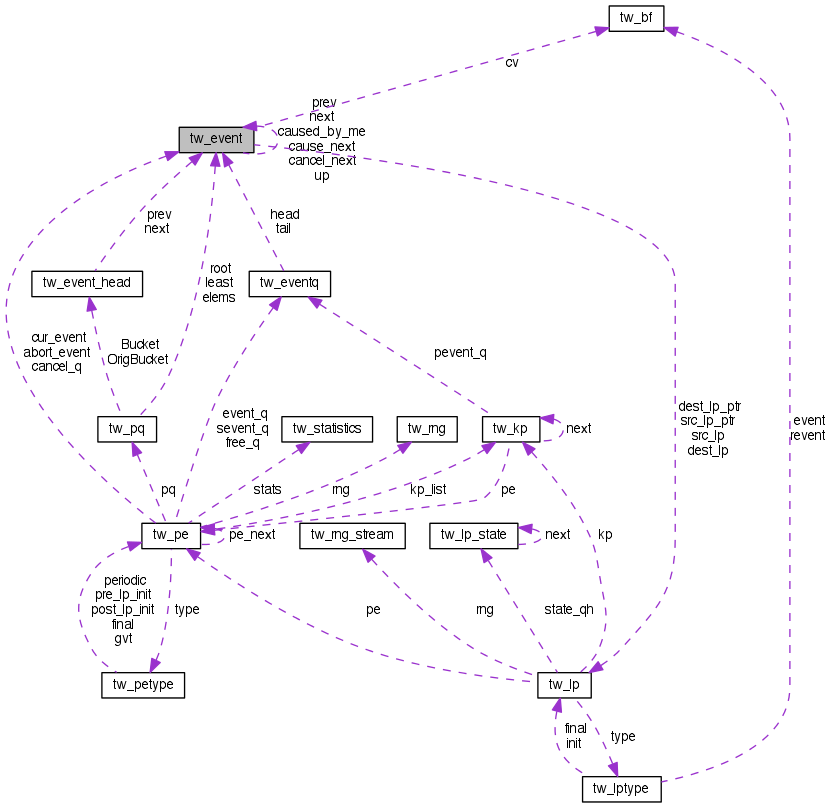 tw_bf
cv
prev
next
caused_by_me
cause_next
cancel_next
up
tw_event
prev
next
head
tail
root
least
elems
tw_event_head
tw_eventq
cur_event
abort_event
cancel_q
Bucket
OrigBucket
pevent_q
dest_lp_ptr
src_lp_ptr
src_lp
dest_lp
event
revent
event_q
sevent_q
free_q
tw_pq
tw_statistics
tw_rng
tw_kp
next
pq
stats
rng
kp_list
pe
tw_pe
pe_next
tw_rng_stream
tw_lp_state
next
kp
periodic
pre_lp_init
post_lp_init
final
gvt
type
pe
rng
state_qh
tw_petype
tw_lp
final
init
type
tw_lptype